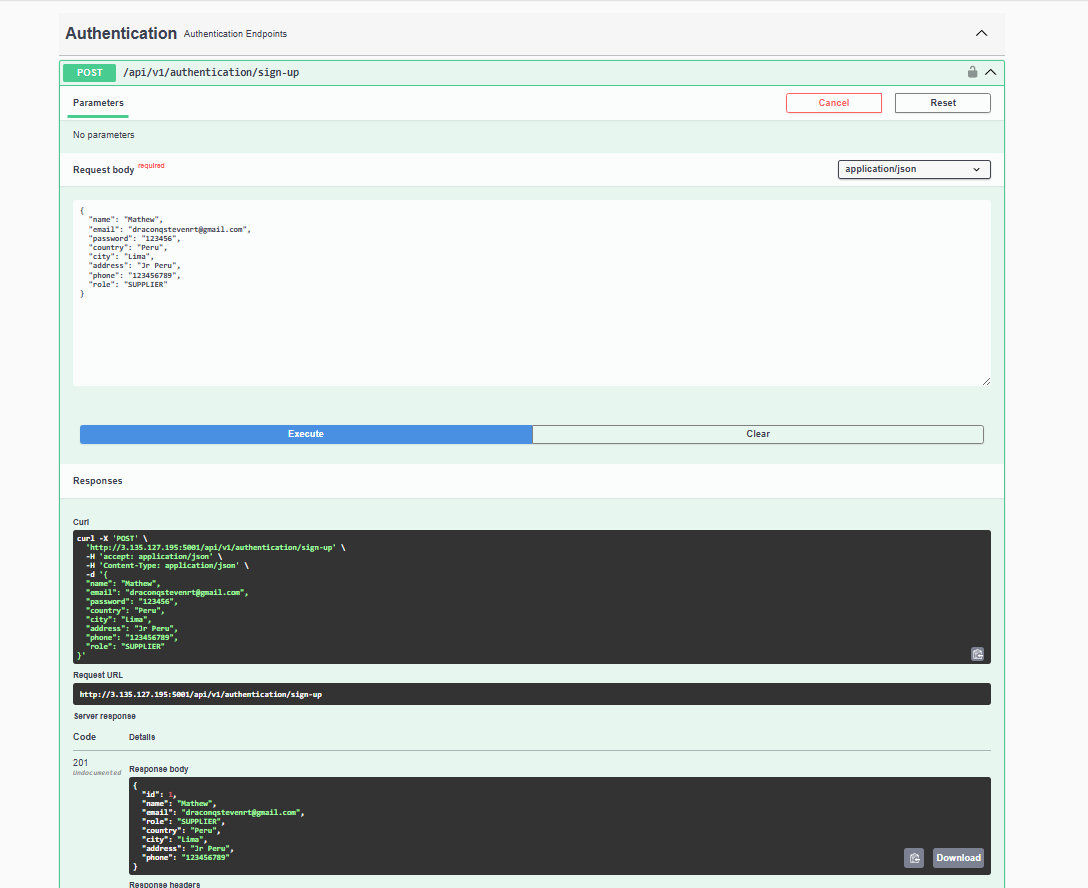 Authentication Authentication Endpoints
POST /api/v1/authentication/sign-up
Parameters
Cancel
Reset
No parameters
Request body required
application/json
{
  "name": "Mathew",
  "email": "draconqstevenrt@gmail.com",
  "password": "123456",
  "country": "Peru",
  "city": "Lima",
  "address": "Jr Peru",
  "phone": "123456789",
  "role": "SUPPLIER"
}
Execute
Clear
Responses
Curl
curl -X 'POST' \
  'http://3.135.127.195:5001/api/v1/authentication/sign-up' \
  -H 'accept: application/json' \
  -H 'Content-Type: application/json' \
  -d '{
  "name": "Mathew",
  "email": "draconqstevenrt@gmail.com",
  "password": "123456",
  "country": "Peru",
  "city": "Lima",
  "address": "Jr Peru",
  "phone": "123456789",
  "role": "SUPPLIER"
}'
Request URL
http://3.135.127.195:5001/api/v1/authentication/sign-up
Server response
Code Details
201
Undocumented
Response body
{
  "id": 1,
  "name": "Mathew",
  "email": "draconqstevenrt@gmail.com",
  "role": "SUPPLIER",
  "country": "Peru",
  "city": "Lima",
  "address": "Jr Peru",
  "phone": "123456789"
}
Download
Response headers